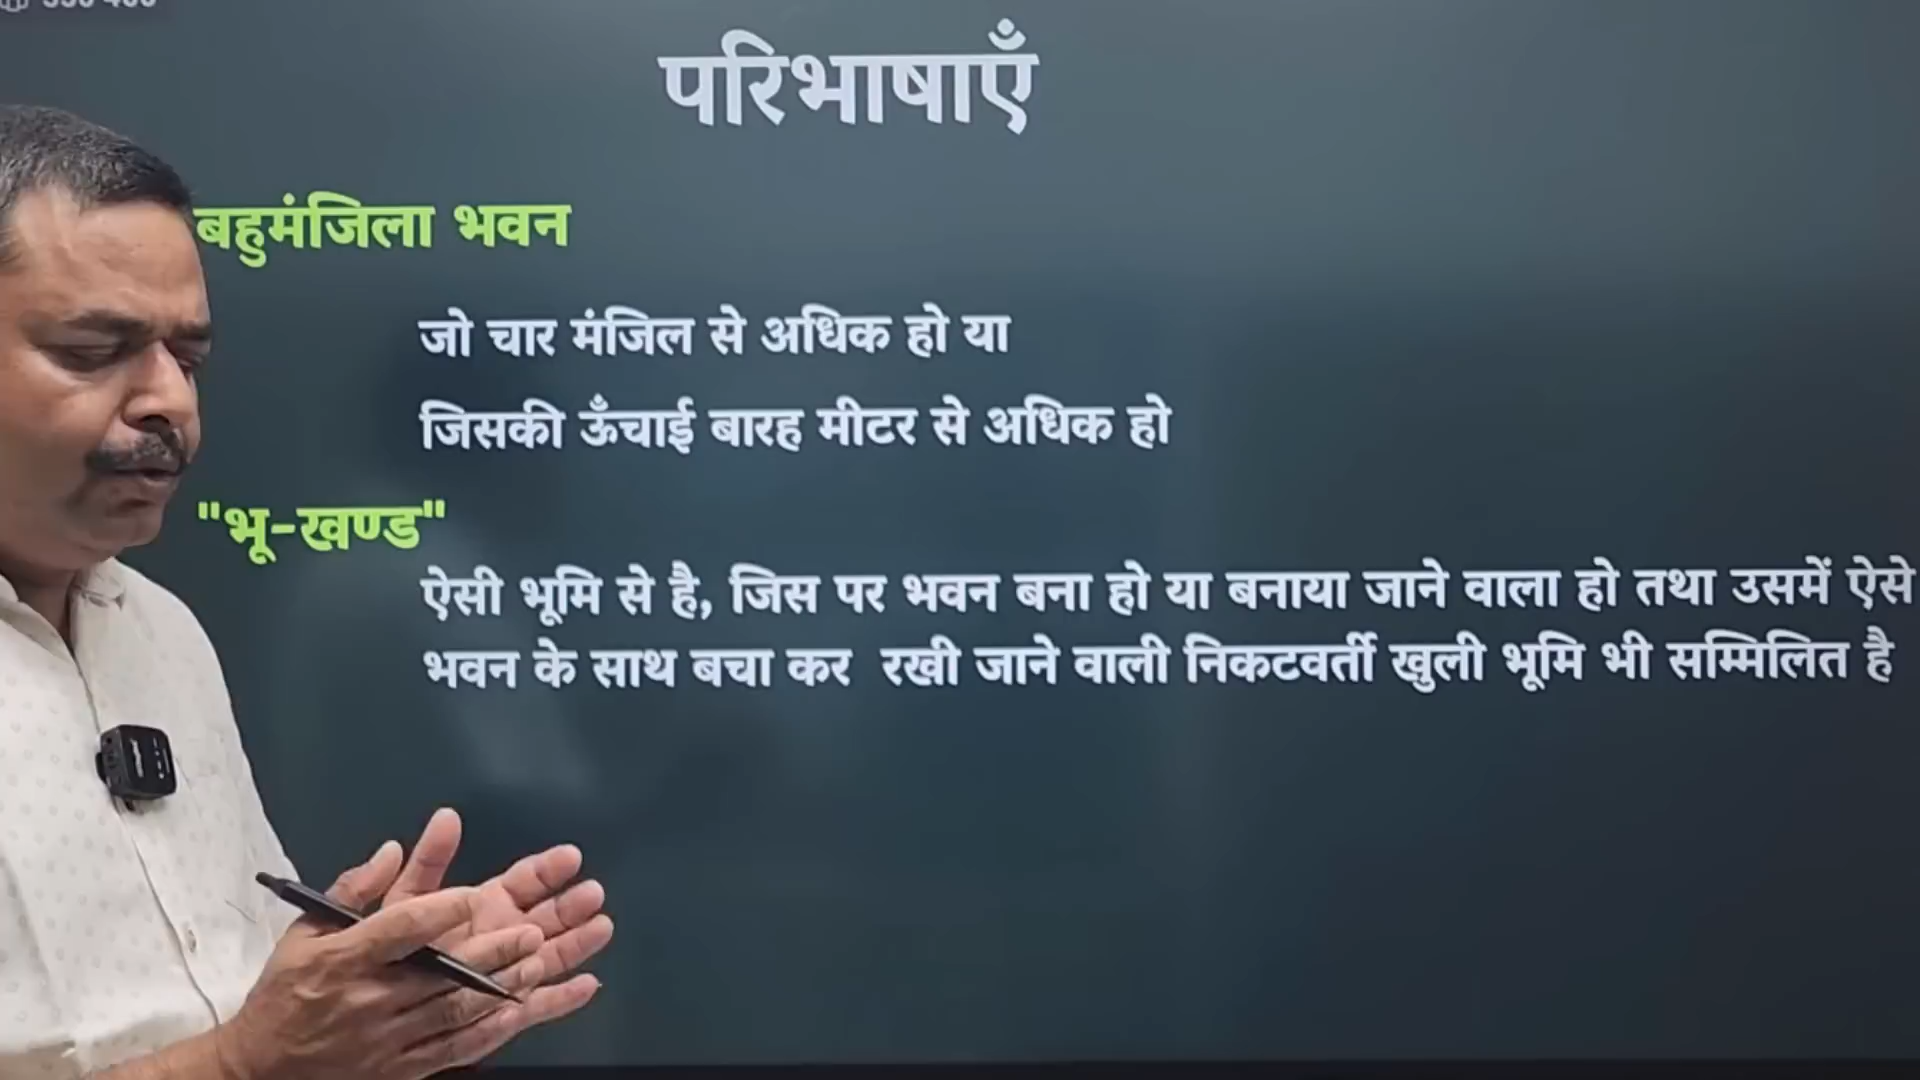 परिभाषाएँ
बहुमंजिला भवन
जो चार मंजिल से अधिक हो या
जिसकी ऊँचाई बारह मीटर से अधिक हो
"भू-खण्ड"
ऐसी भूमि से है, जिस पर भवन बना हो या बनाया जाने वाला हो तथा उसमें ऐसे
भवन के साथ बचा कर रखी जाने वाली निकटवर्ती खुली भूमि भी सम्मिलित है